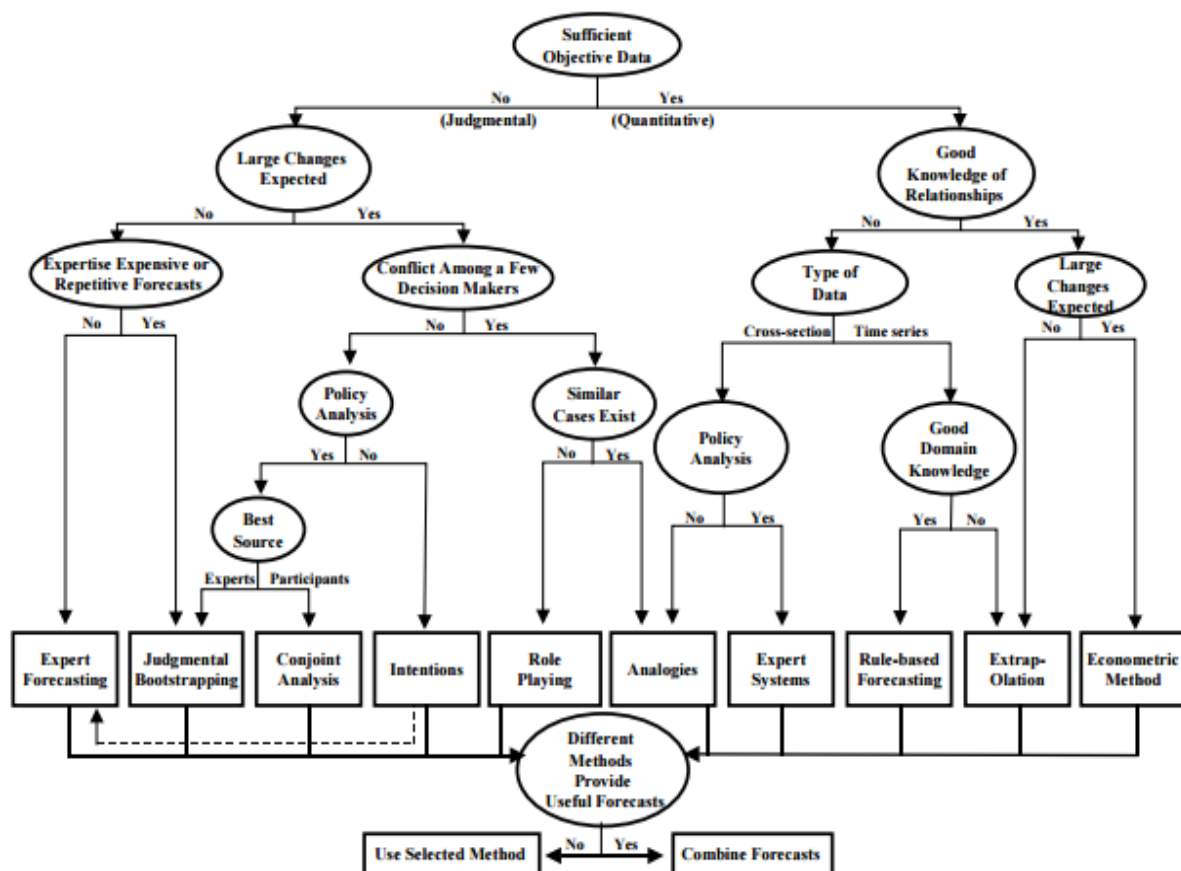 Sufficient
Objective Data
No
Yes
(Judgmental)
(Quantitative)
Large Changes
Expected
Good
Knowledge of
Relationships
No
Yes
No
Yes
Expertise Expensive or
Repetitive Forecasts
Conflict Among a Few
Decision Makers
Type of
Data
Large
Changes
Expected
No
Yes
No
Yes
Cross-section
Time series
No
Yes
Policy
Analysis
Similar
Cases Exist
Policy
Analysis
Good
Domain
Knowledge
Yes
No
No
Yes
No
Yes
Yes
No
Best
Source
Experts
Participants
Expert
Forecasting
Judgmental
Bootstrapping
Conjoint
Analysis
Intentions
Role
Playing
Analogies
Expert
Systems
Rule-based
Forecasting
Extrap-
Olation
Econometric
Method
Different
Methods
Provide
Useful Forecasts
No
Yes
Use Selected Method
Combine Forecasts